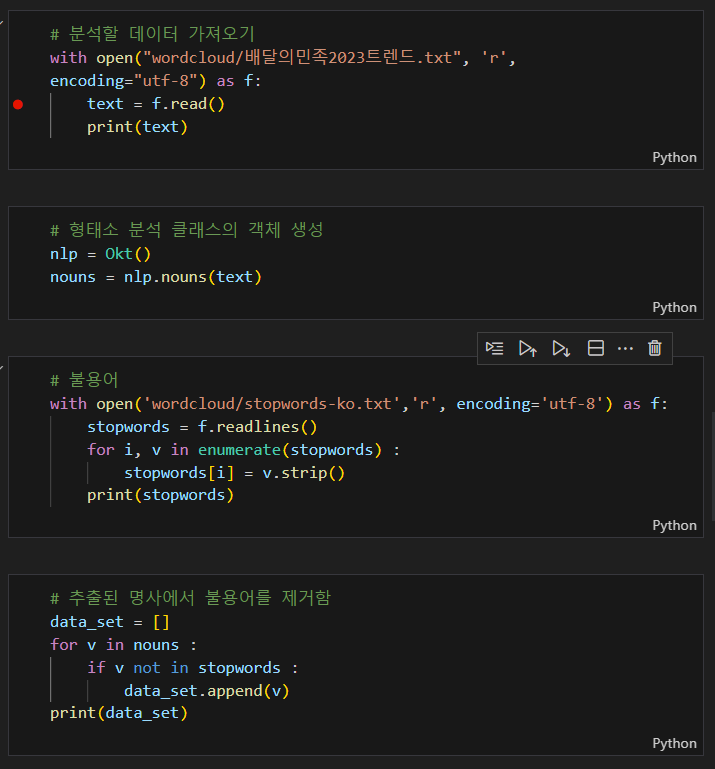 # 분석할 데이터 가져오기
with open("wordcloud/배달의민족2023트렌드.txt", 'r',
encoding="utf-8") as f:
    text = f.read()
    print(text)
Python
# 형태소 분석 클래스의 객체 생성
nlp = Okt()
nouns = nlp.nouns(text)
Python
# 불용어
with open('wordcloud/stopwords-ko.txt','r', encoding='utf-8') as f:
    stopwords = f.readlines()
    for i, v in enumerate(stopwords) :
        stopwords[i] = v.strip()
    print(stopwords)
Python
# 추출된 명사에서 불용어를 제거함
data_set = []
for v in nouns :
    if v not in stopwords :
        data_set.append(v)
print(data_set)
Python